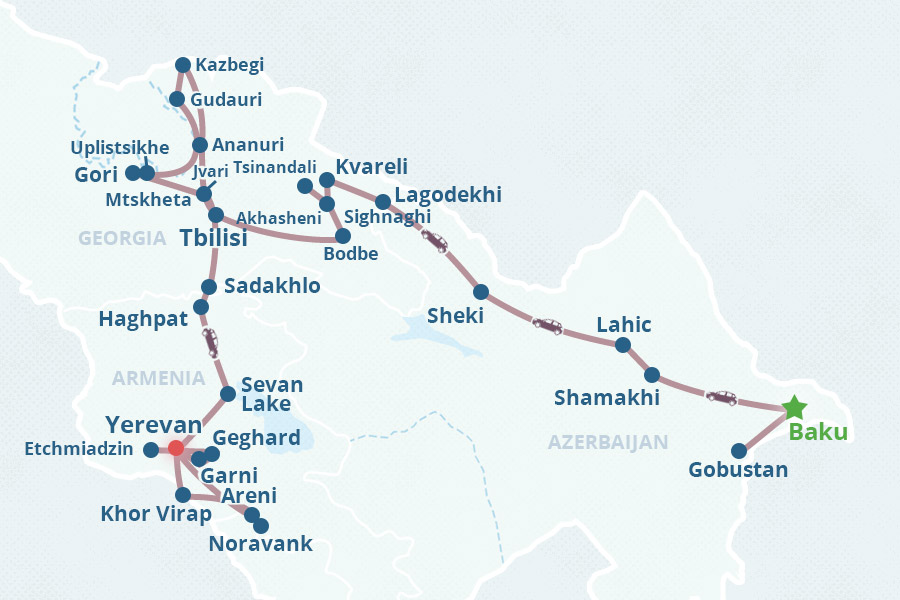 Kazbegi
Gudauri
Ananuri
Uplistsikhe
Gori
Jvari
Tsinandali
Kvareli
Mtskheta
Lagodekhi
Akhasheni
Sighnaghi
GEORGIA
Tbilisi
Bodbe
Sadakhlo
Haghpat
Sheki
Lahic
ARMENIA
Sevan
Lake
Shamakhi
Yerevan
Baku
Etchmiadzin
Geghard
AZERBAIJAN
Garni
Gobustan
Areni
Khor Virap
Noravank